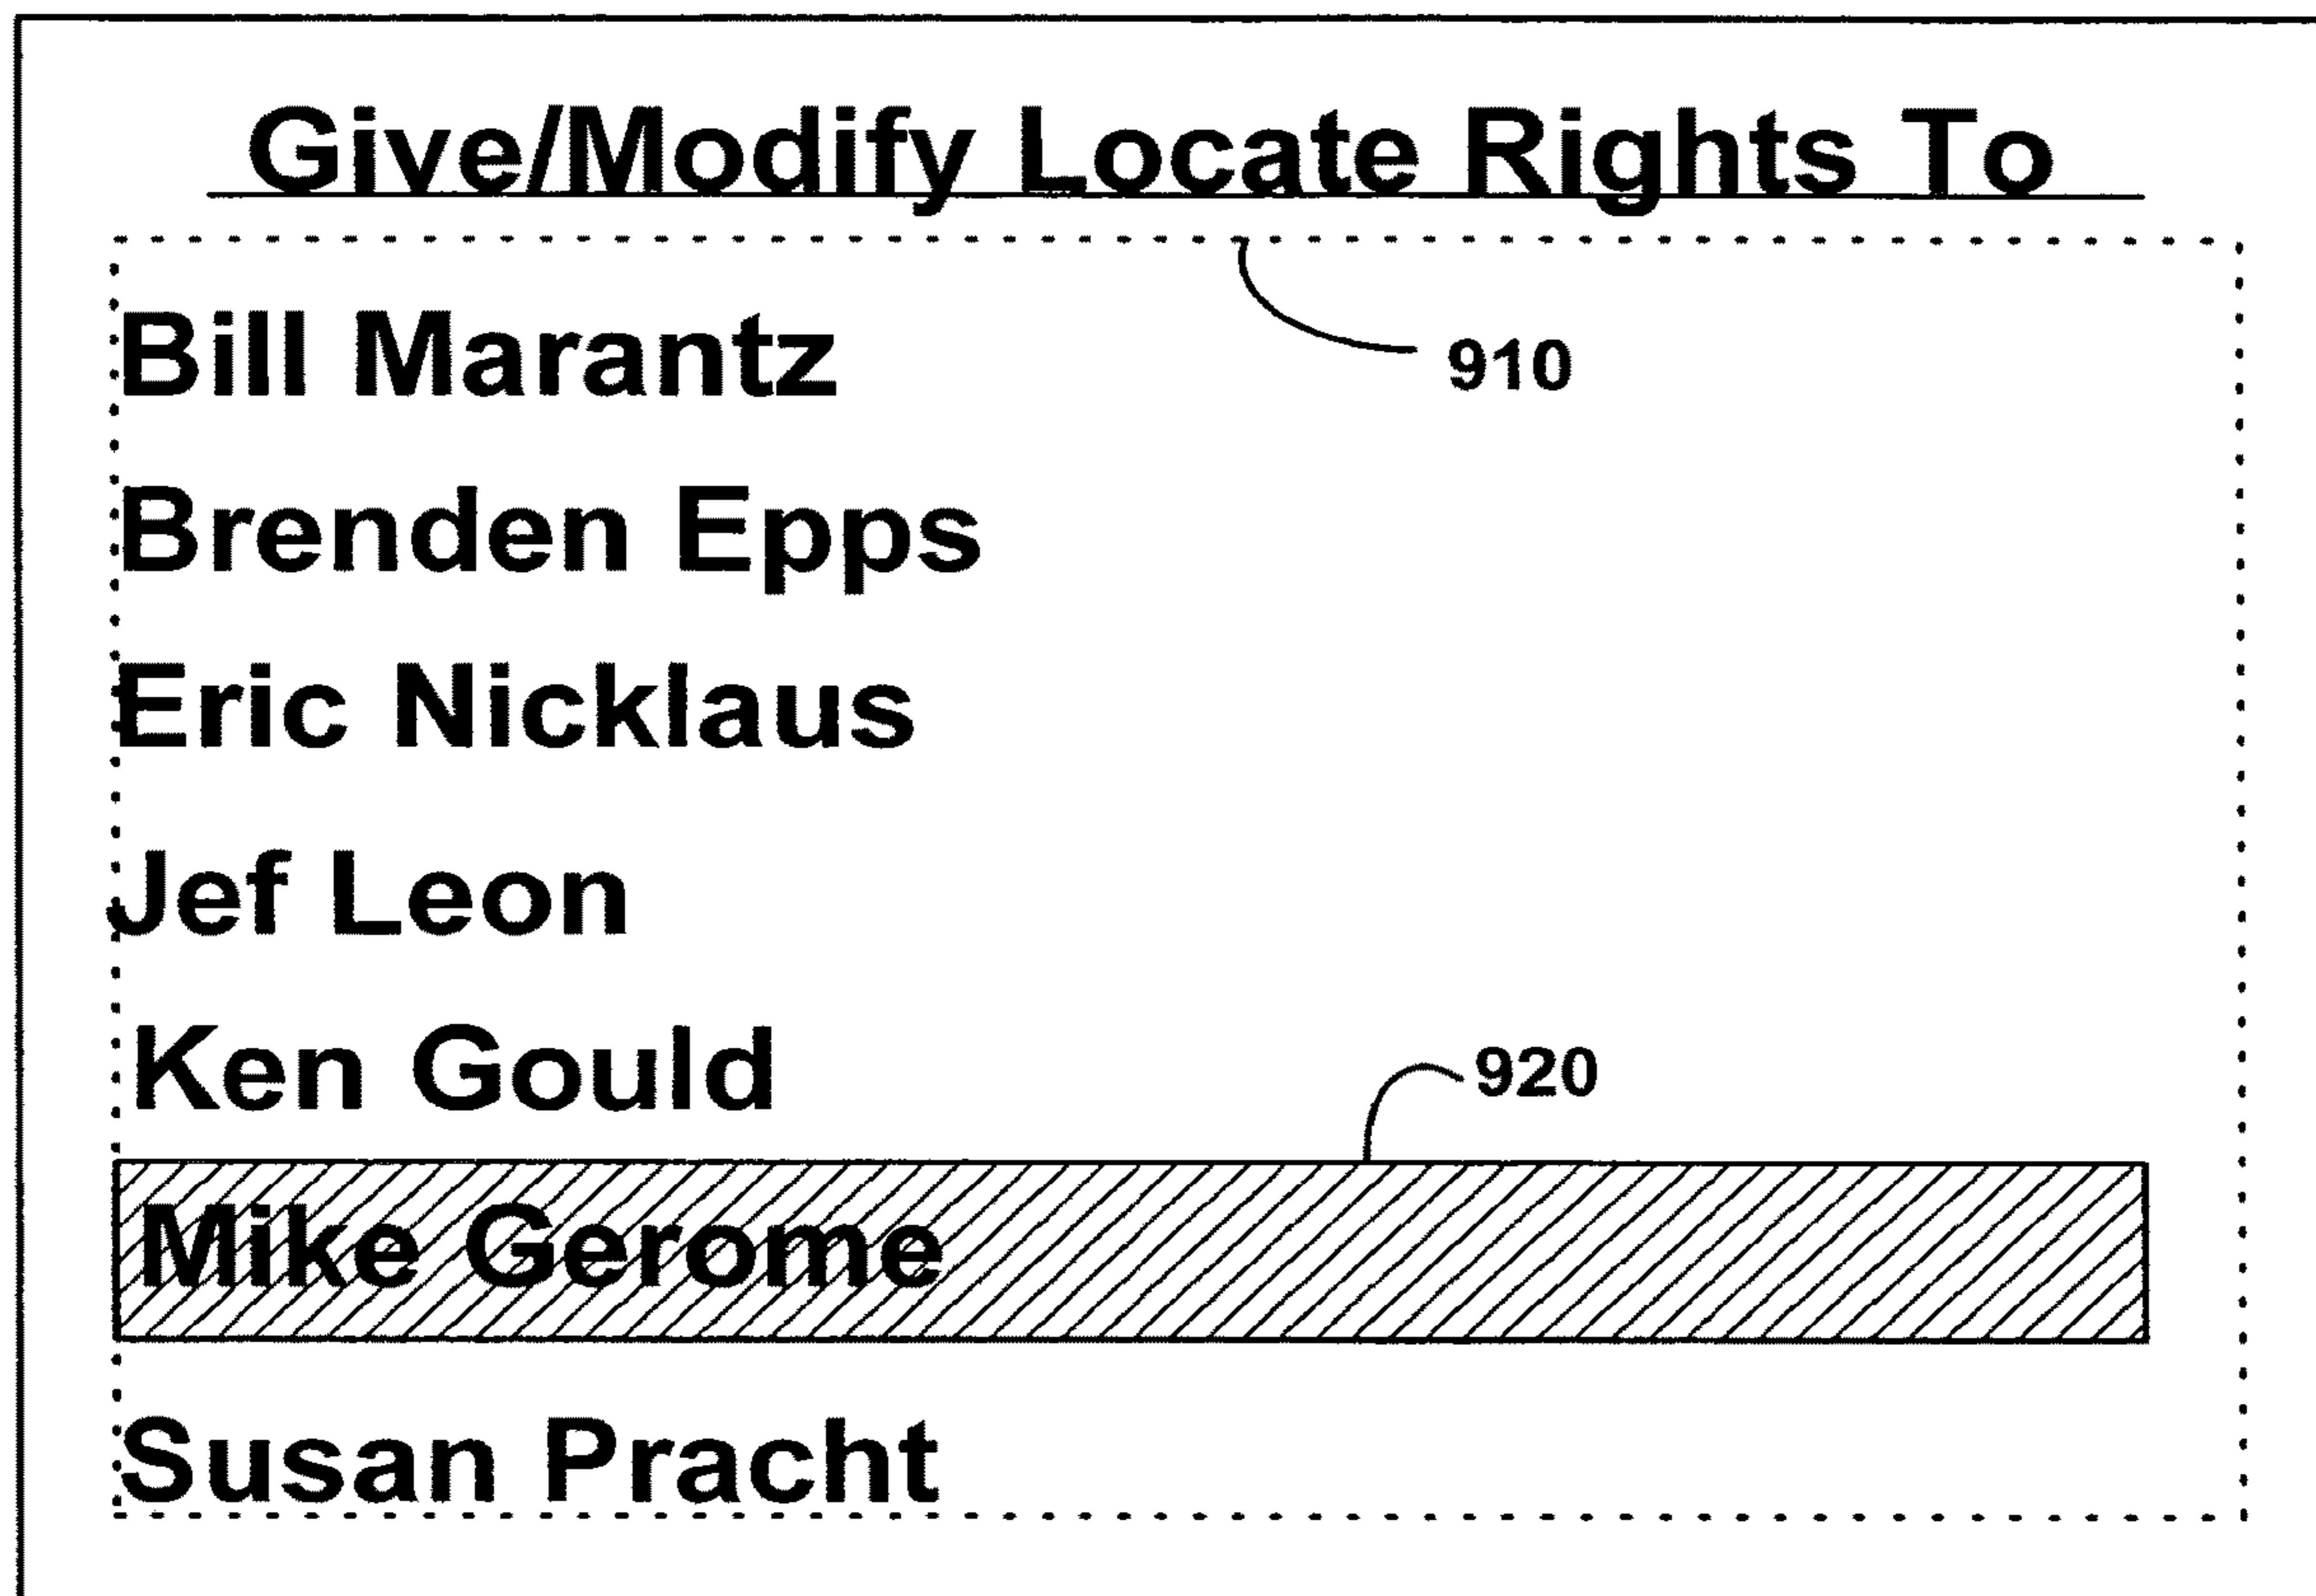 Give/Modify Locate Rights To
Bill Marantz
910
Brenden Epps
Eric Nicklaus
Jef Leon
Ken Gould
920
Mike Gerome
Susan Pracht